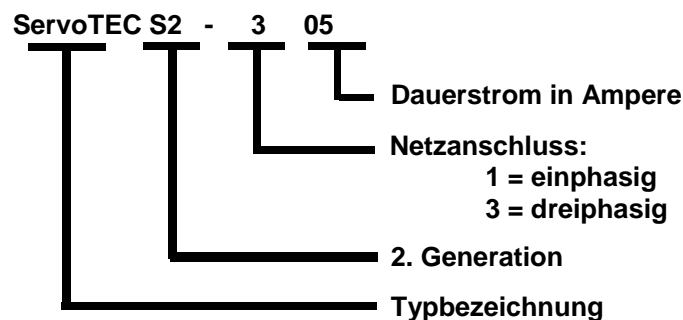 ServoTEC S2 - 3 05
Dauerstrom in Ampere
Netzanschluss:
1 = einphasig
3 = dreiphasig
2. Generation
Typbezeichnung